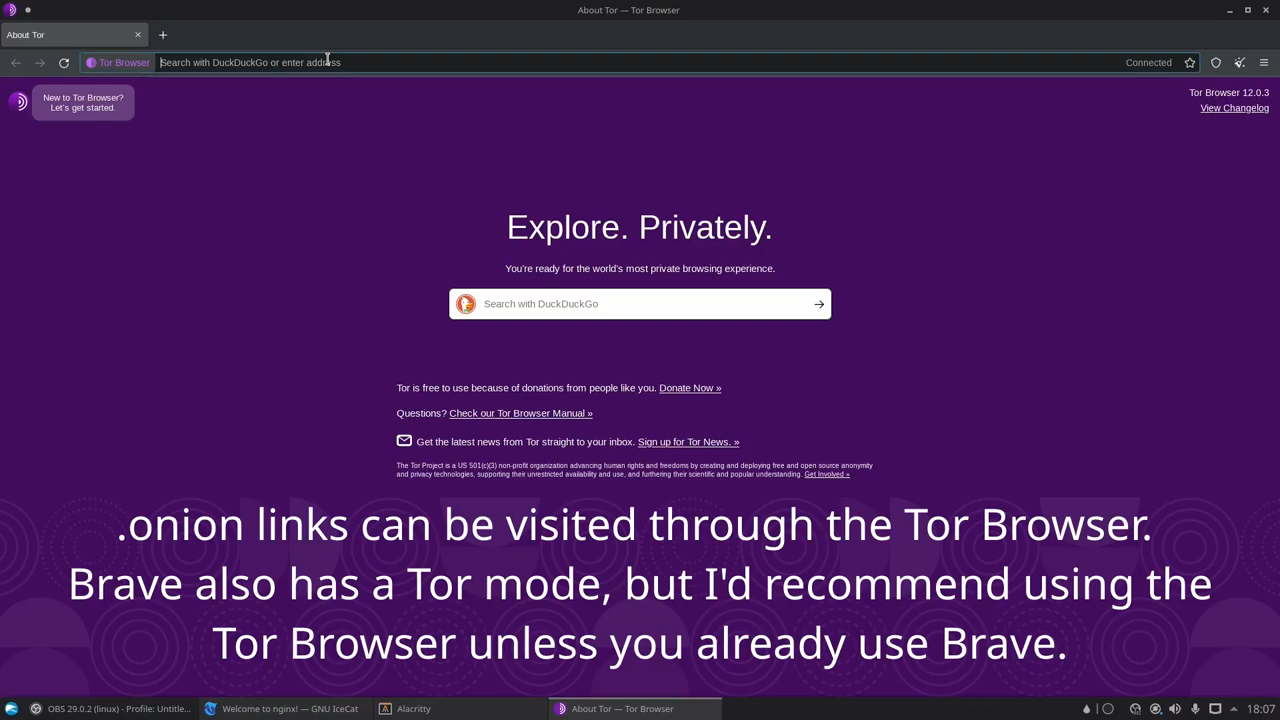 About Tor — Tor Browser
About Tor
Tor Browser
Search with DuckDuckGo or enter address
Connected
New to Tor Browser?
Let's get started.
Tor Browser 12.0.3
View Changelog
Explore. Privately.
You're ready for the world's most private browsing experience.
Search with DuckDuckGo
Tor is free to use because of donations from people like you. Donate Now »
Questions? Check our Tor Browser Manual »
Get the latest news from Tor straight to your inbox. Sign up for Tor News. »
The Tor Project is a US 501(c)(3) non-profit organization advancing human rights and freedoms by creating and deploying free and open source anonymity
and privacy technologies, supporting their unrestricted availability and use, and furthering their scientific and popular understanding. Get Involved »
.onion links can be visited through the Tor Browser.
Brave also has a Tor mode, but I'd recommend using the
Tor Browser unless you already use Brave.
OBS 29.0.2 (linux) - Profile: Untitle...
Welcome to nginx! — GNU IceCat
Alacritty
About Tor — Tor Browser
18:07